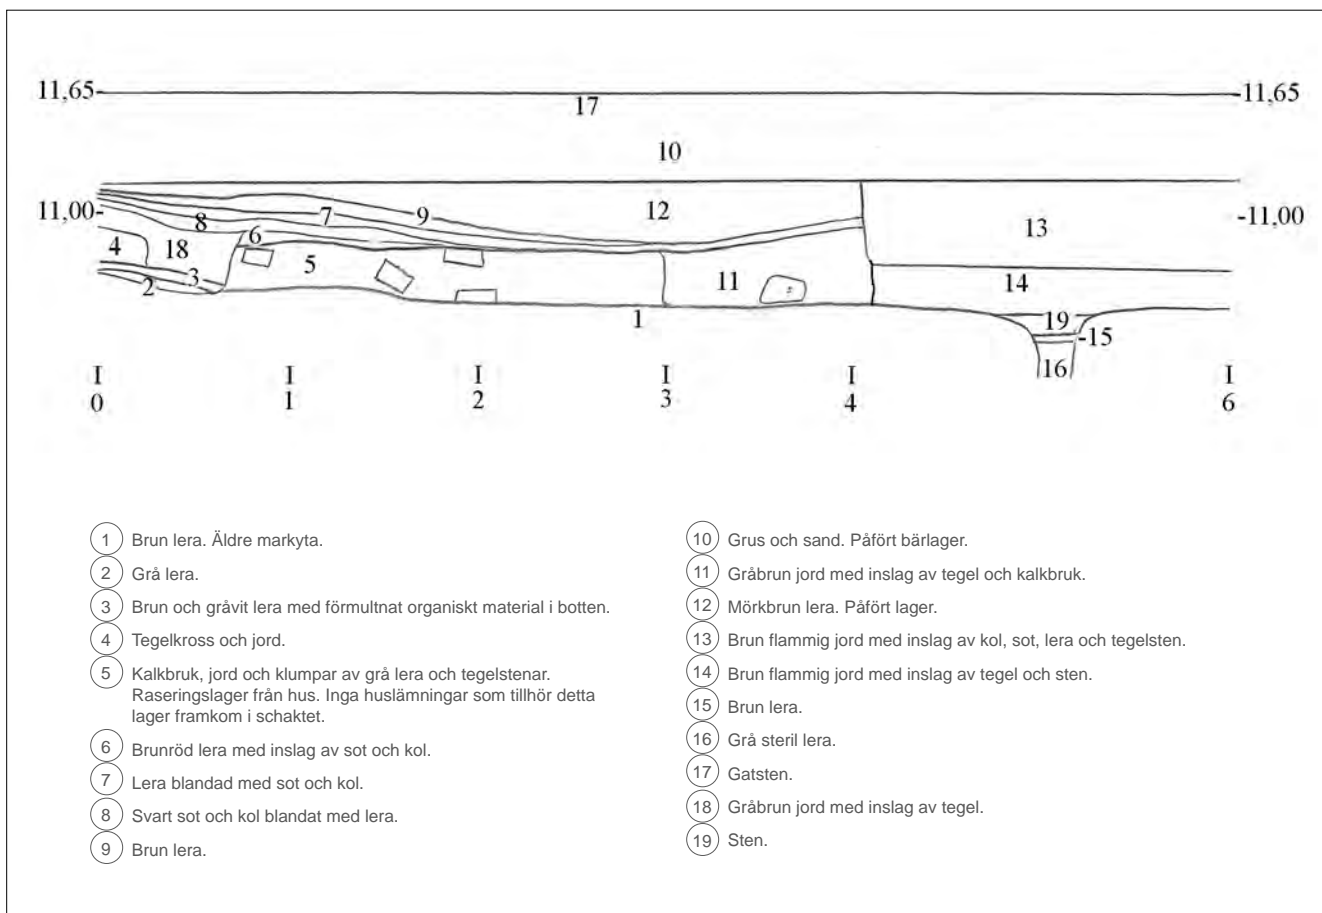 11,65-
-11,65
17
10
11,00-
-11,00
9
12
7
8
13
6
4
18
5
3
11
14
2
1
19
-15
16
I I I I I I
0 1 2 3 4 6
1 Brun lera. Äldre markyta.
2 Grå lera.
3 Brun och gråvit lera med förmultnat organiskt material i botten.
4 Tegelkross och jord.
5 Kalkbruk, jord och klumpar av grå lera och tegelstenar.
Raseringslager från hus. Inga huslämningar som tillhör detta
lager framkom i schaktet.
6 Brunröd lera med inslag av sot och kol.
7 Lera blandad med sot och kol.
8 Svart sot och kol blandat med lera.
9 Brun lera.
10 Grus och sand. Påfört bärlager.
11 Gråbrun jord med inslag av tegel och kalkbruk.
12 Mörkbrun lera. Påfört lager.
13 Brun flammig jord med inslag av kol, sot, lera och tegelsten.
14 Brun flammig jord med inslag av tegel och sten.
15 Brun lera.
16 Grå steril lera.
17 Gatsten.
18 Gråbrun jord med inslag av tegel.
19 Sten.